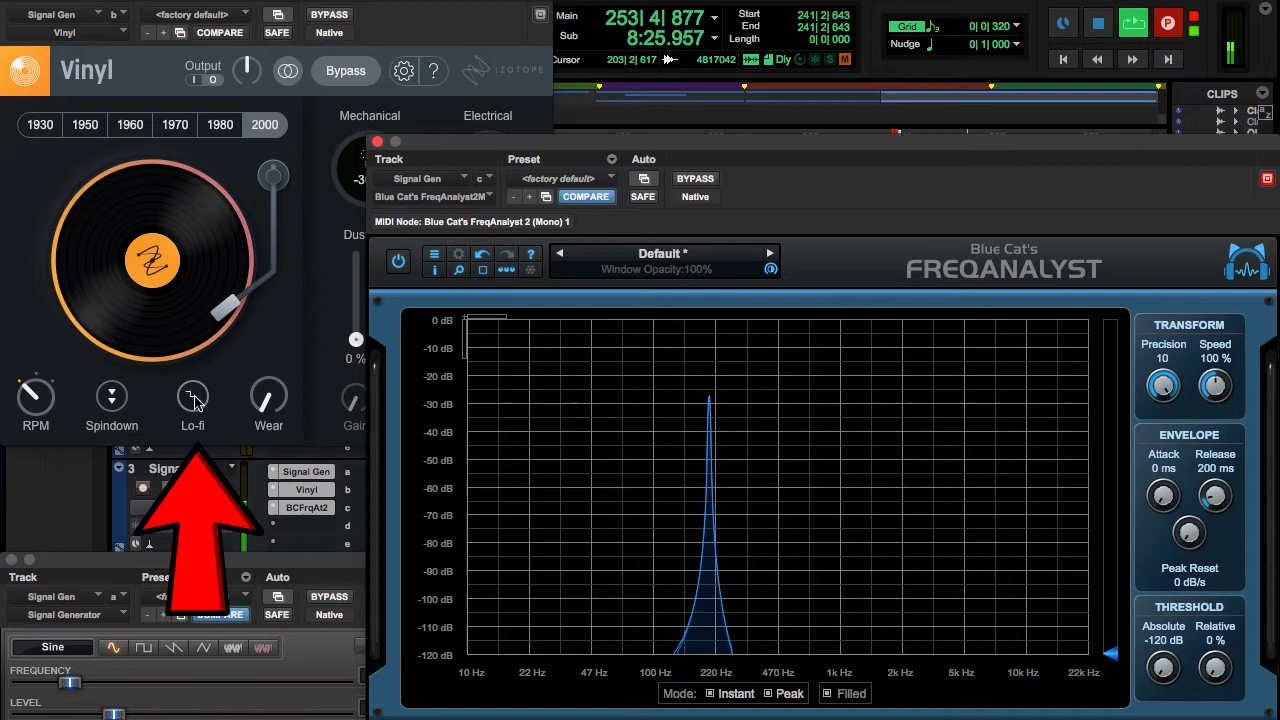 Signal Gen b <factory default> BYPASS
Vinyl - + COMPARE SAFE Native
Vinyl Output I O Bypass ? iZOTOPE
1930 1950 1960 1970 1980 2000
Mechanical Electrical
Dus
0 %
RPM Spindown Lo-fi Wear Gain
Main 253| 4| 877
Sub 8:25.957
Start 241| 2| 643
End 241| 2| 643
Length 0| 0| 000
Cursor 203| 2| 617 4817042 Dly S M
Grid 0| 0| 320
Nudge 0| 1| 000
P
CLIPS
Track Preset Auto
Signal Gen c <factory default> BYPASS
Blue Cat's FreqAnalyst2M - + COMPARE SAFE Native
MIDI Node: Blue Cat's FreqAnalyst 2 (Mono) 1
Default *
Window Opacity:100%
Blue Cat's
FREQANALYST
0 dB
-10 dB
-20 dB
-30 dB
-40 dB
-50 dB
-60 dB
-70 dB
-80 dB
-90 dB
-100 dB
-110 dB
-120 dB
10 Hz 22 Hz 47 Hz 100 Hz 220 Hz 470 Hz 1k Hz 2k Hz 5k Hz 10k Hz 22k Hz
Mode: Instant Peak Filled
TRANSFORM
Precision Speed
10 100 %
ENVELOPE
Attack Release
0 ms 200 ms
Peak Reset
0 dB/s
THRESHOLD
Absolute Relative
-120 dB 0 %
3 Signa
Signal Gen a
Vinyl b
BCFrqAt2 c
d
e
Track Prese Auto
Signal Gen a BYPASS
Signal Generator COMPARE SAFE Native
Sine
FREQUENCY
LEVEL